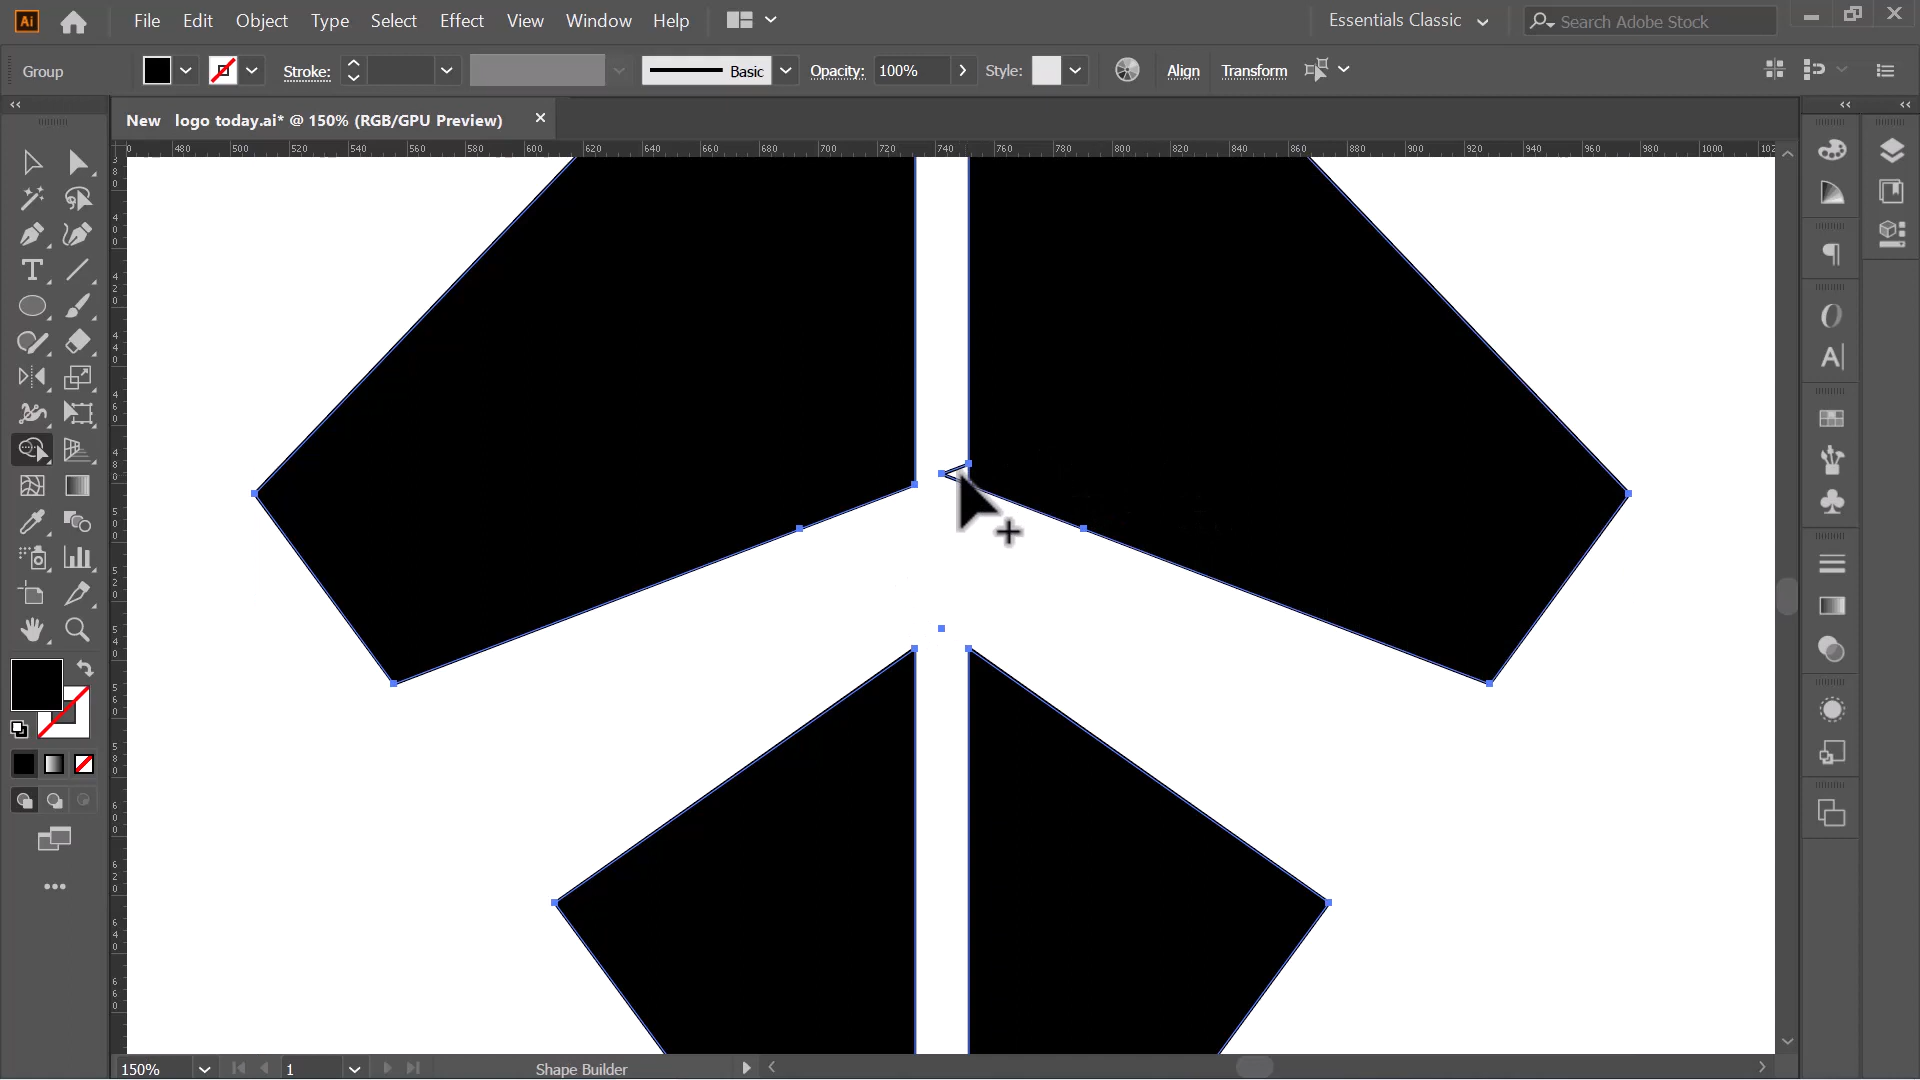 Ai File Edit Object Type Select Effect View Window Help Essentials Classic Search Adobe Stock
Group Stroke: Basic Opacity: 100% Style: Align Transform
New logo today.ai* @ 150% (RGB/GPU Preview)
480 500 520 540 560 580 600 620 640 660 680 700 720 740 760 780 800 820 840 860 880 900 920 940 960 980 1000 102
150% 1 Shape Builder